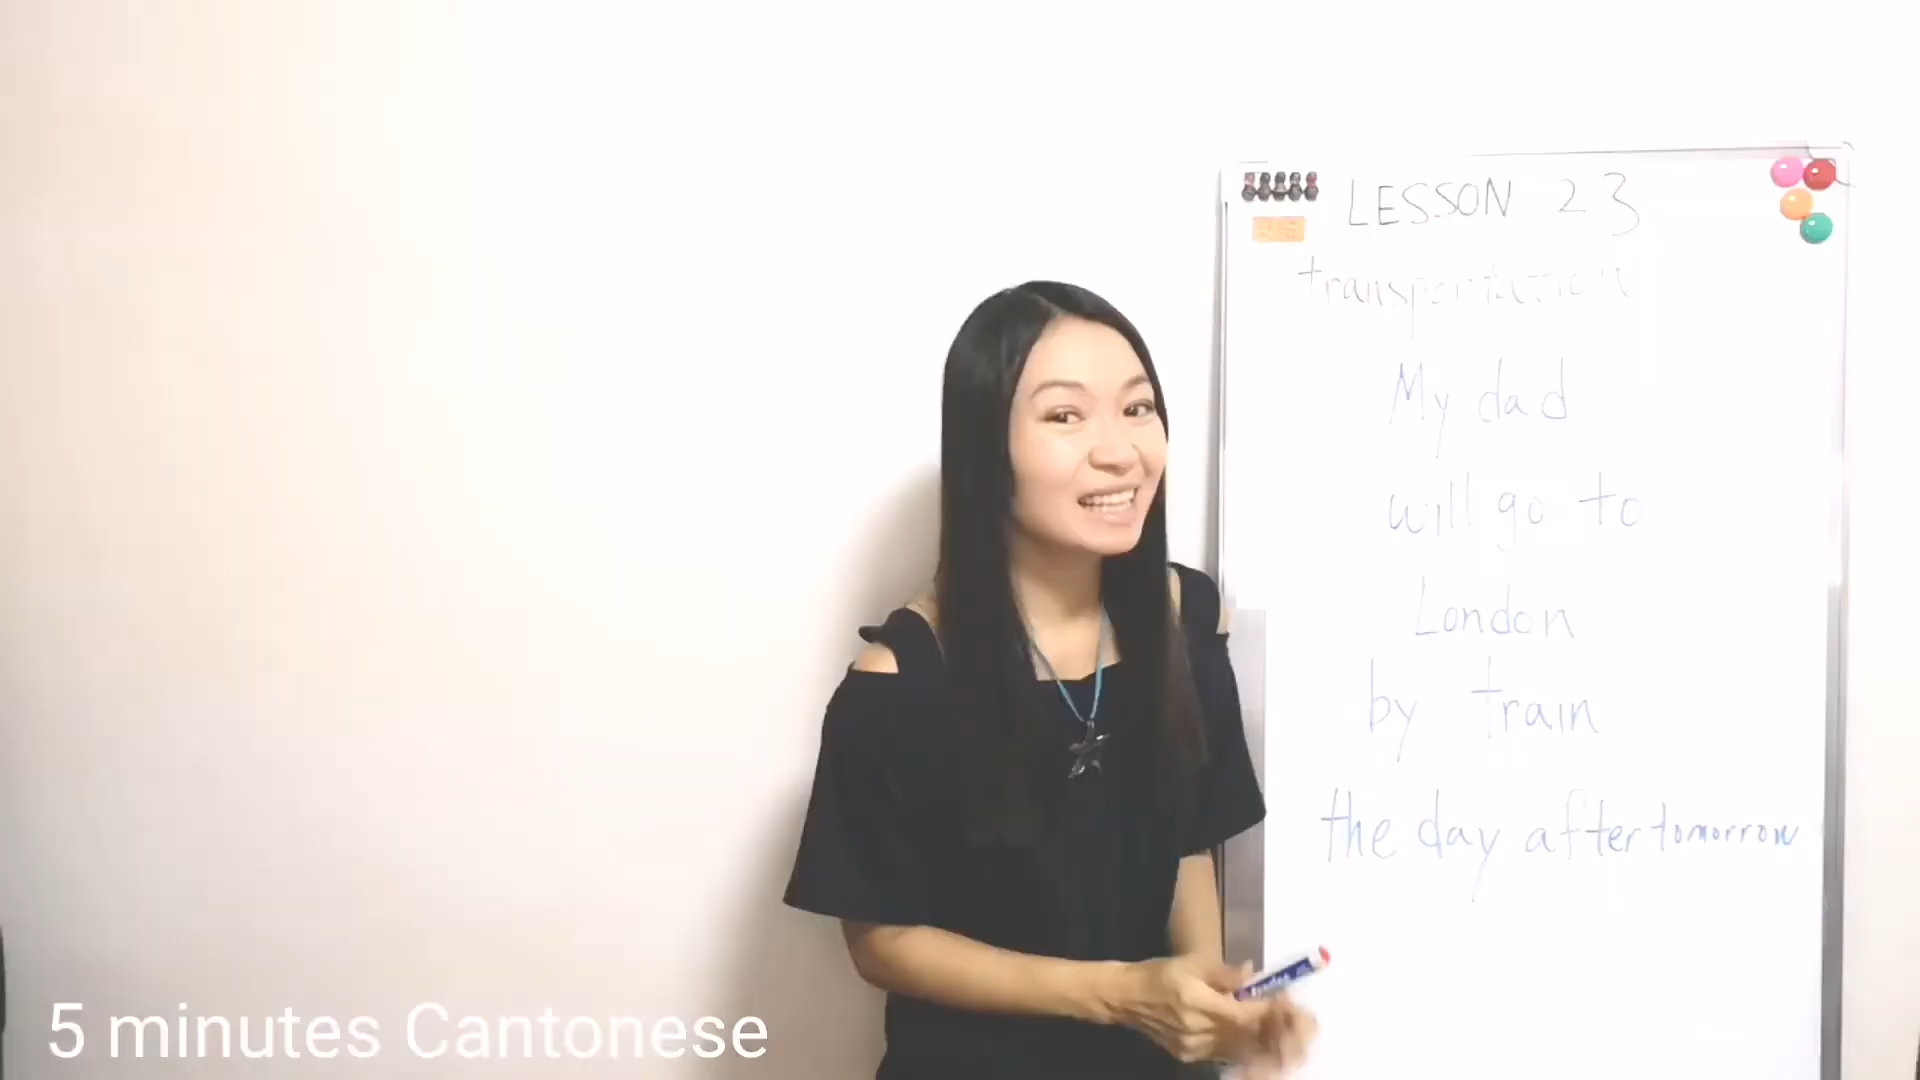 LESSON 23
transportation
My dad
will go to
London
by train
the day after tomorrow
5 minutes Cantonese